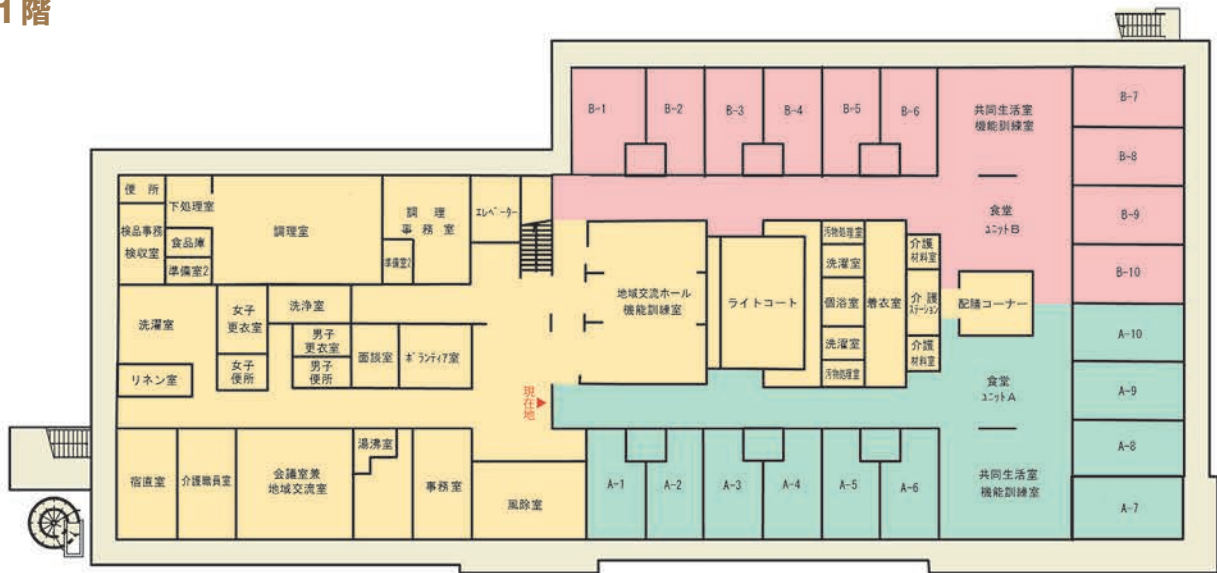 1階
B-1
B-2
B-3
B-4
B-5
B-6
共同生活室
機能訓練室
B-7
B-8
B-9
B-10
食堂
ユニットB
便 所
下処理室
検品事務
検収室
食品庫
準備室2
調理室
調 理
事 務 室
準備室2
エレベーター
地域交流ホール
機能訓練室
ライトコート
汚物処理室
洗濯室
個浴室
洗濯室
汚物処理室
着衣室
介護
材料室
介 護
ステーション
介護
材料室
配膳コーナー
洗濯室
リネン室
女子
更衣室
女子
便所
洗浄室
男子
更衣室
男子
便所
面談室
ボランティア室
現在地
A-10
A-9
A-8
A-7
食堂
ユニットA
共同生活室
機能訓練室
宿直室
介護職員室
会議室兼
地域交流室
湯沸室
事務室
風除室
A-1
A-2
A-3
A-4
A-5
A-6